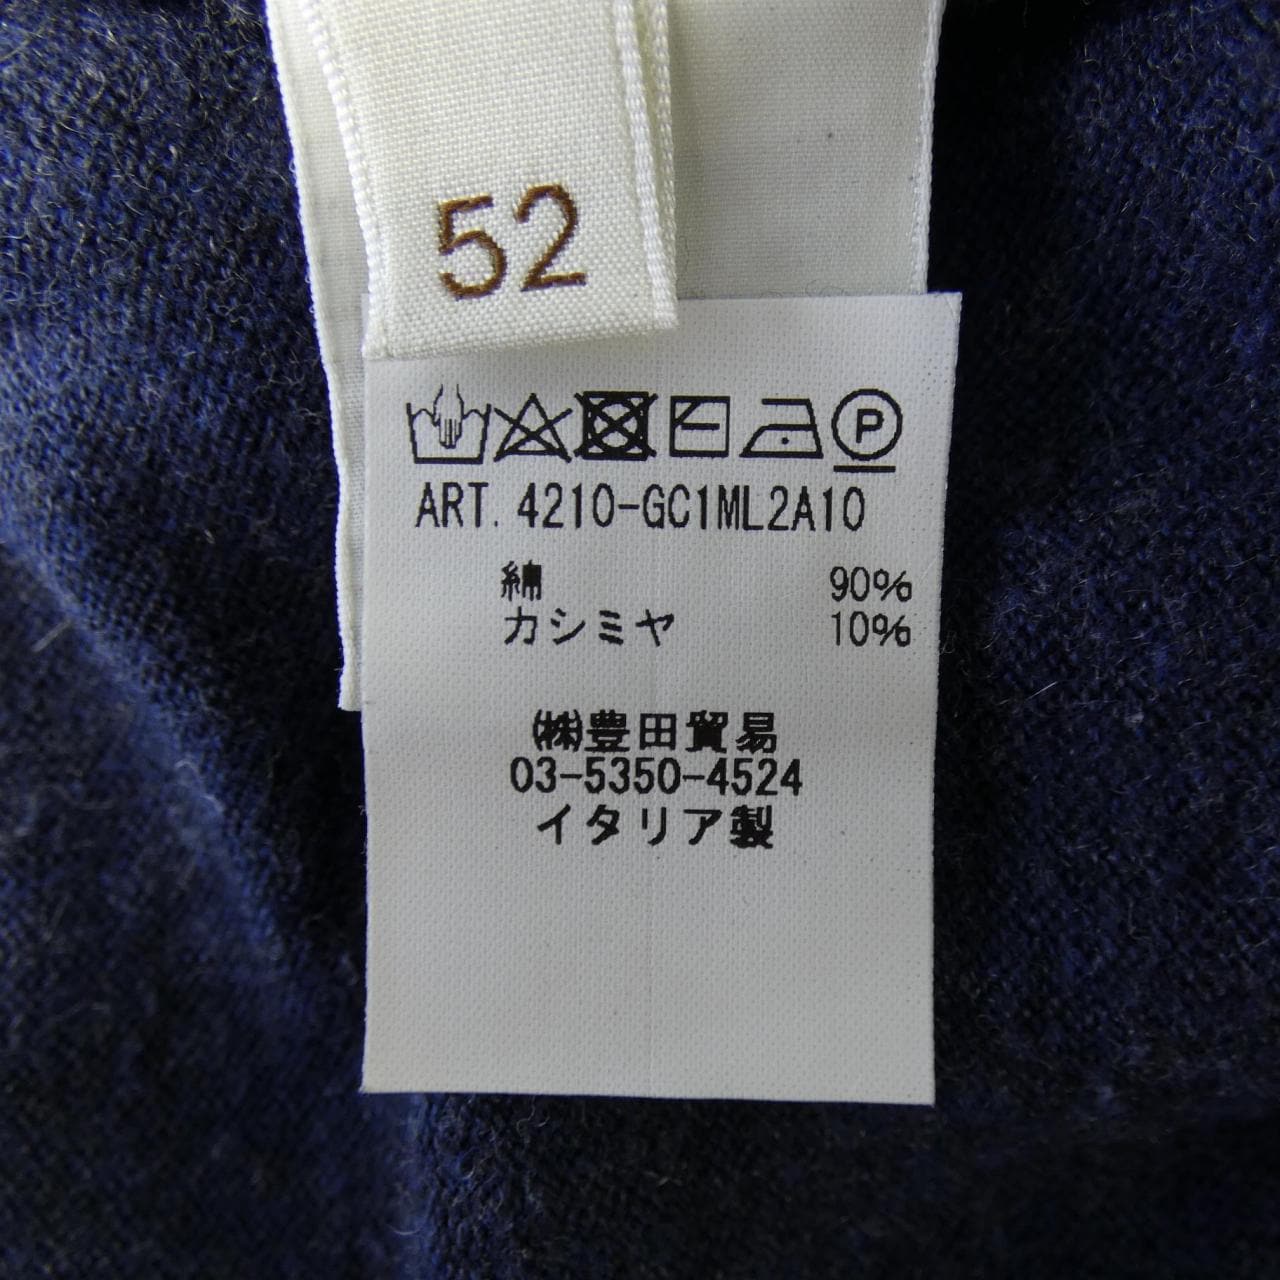 52
P
ART. 4210-GC1ML2A10
綿 90%
カシミヤ 10%
㈱豊田貿易
03-5350-4524
イタリア製